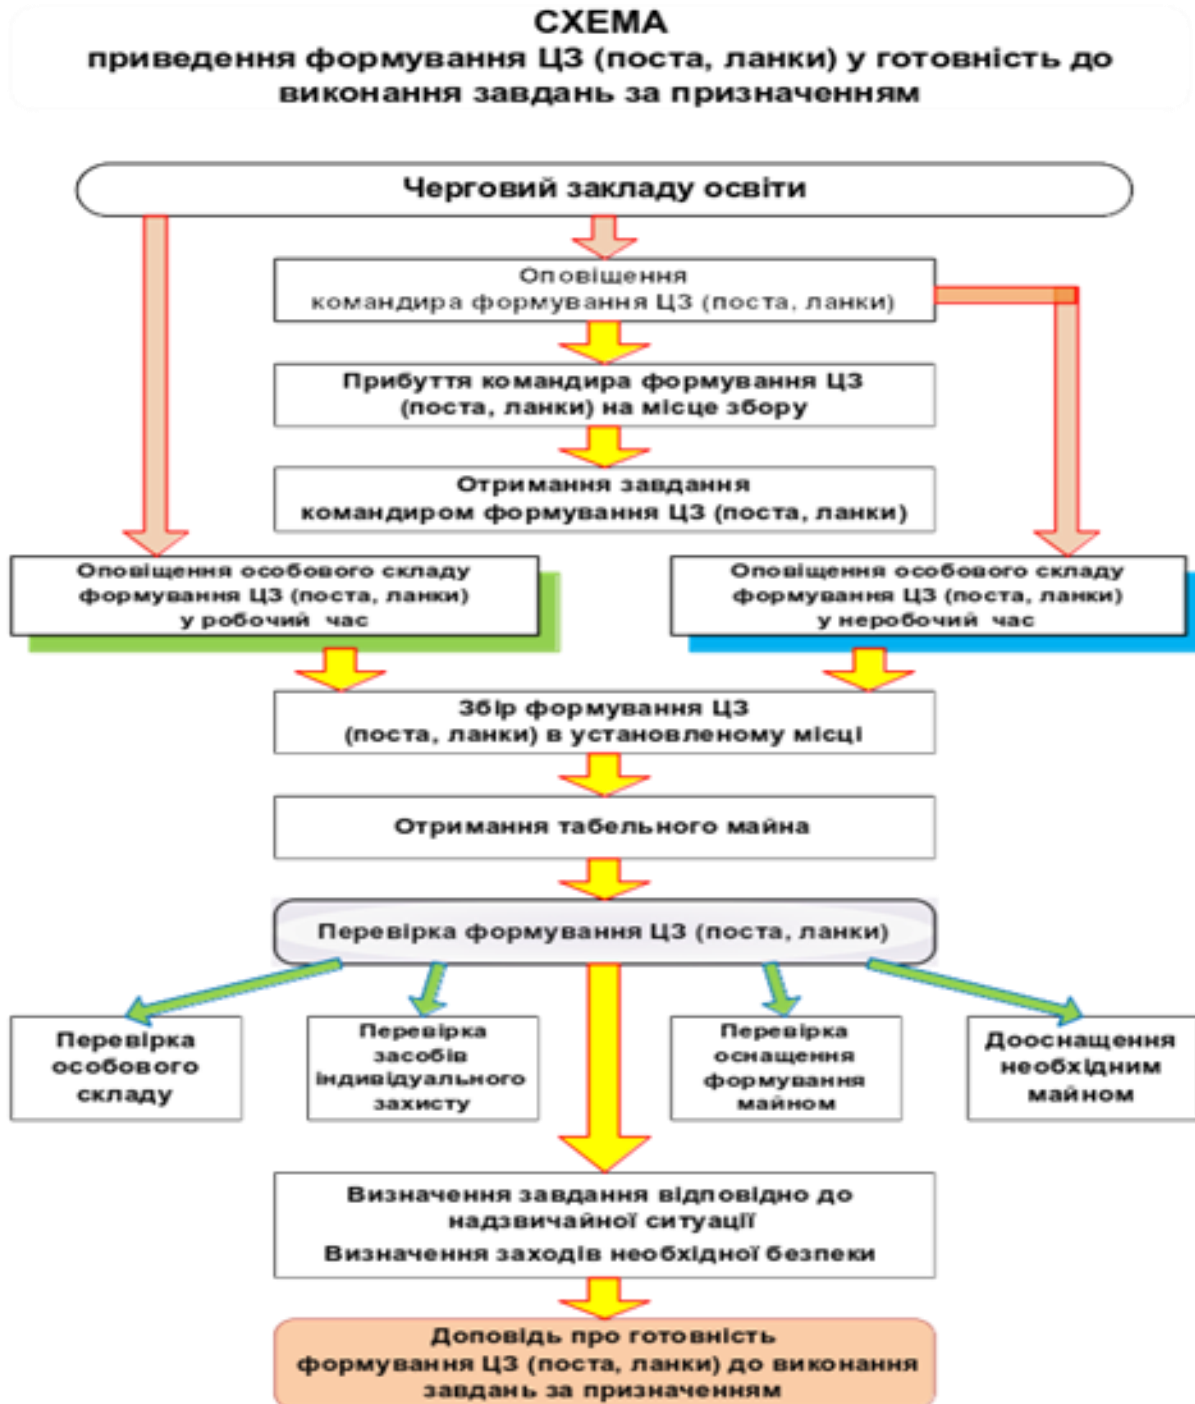 СХЕМА
приведення формування ЦЗ (поста, ланки) у готовність до
виконання завдань за призначенням
Черговий закладу освіти
Оповіщення
командира формування ЦЗ (поста, ланки)
Прибуття командира формування ЦЗ
(поста, ланки) на місце збору
Отримання завдання
командиром формування ЦЗ (поста, ланки)
Оповіщення особового складу
формування ЦЗ (поста, ланки)
у робочий час
Оповіщення особового складу
формування ЦЗ (поста, ланки)
у неробочий час
Збір формування ЦЗ
(поста, ланки) в установленому місці
Отримання табельного майна
Перевірка формування ЦЗ (поста, ланки)
Перевірка
особового
складу
Перевірка
засобів
індивідуального
захисту
Перевірка
оснащення
формування
майном
Дооснащення
необхідним
майном
Визначення завдання відповідно до
надзвичайної ситуації
Визначення заходів необхідної безпеки
Доповідь про готовність
формування ЦЗ (поста, ланки) до виконання
завдань за призначенням